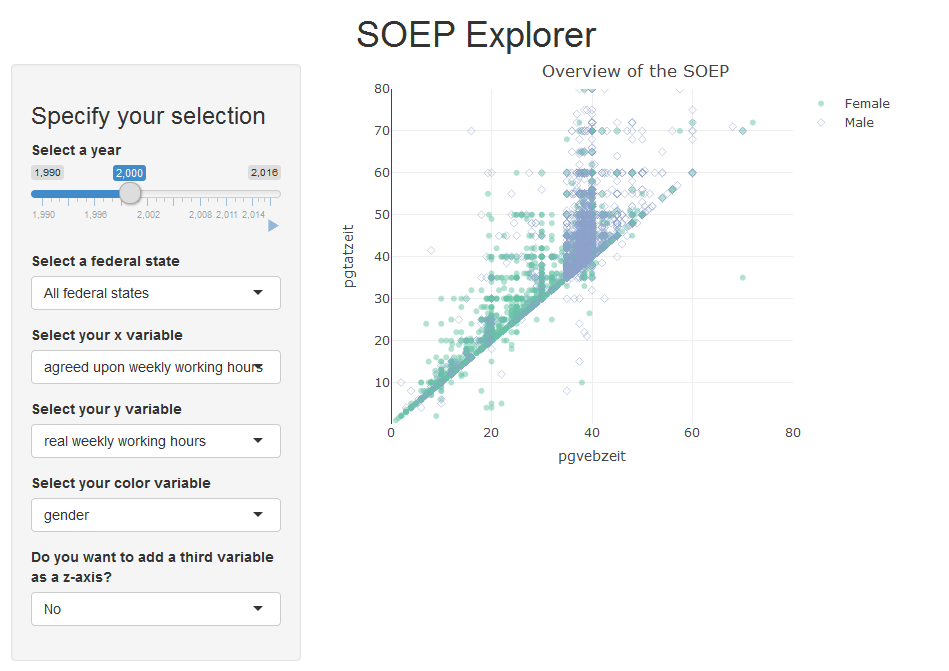 SOEP Explorer
Specify your selection
Select a year
1,990 2,000 2,016
1,990 1,996 2,002 2,008 2,011 2,014
Select a federal state
All federal states
Select your x variable
agreed upon weekly working hours
Select your y variable
real weekly working hours
Select your color variable
gender
Do you want to add a third variable
as a z-axis?
No
Overview of the SOEP
80
70
60
50
40
30
20
10
pgtatzeit
0 20 40 60 80
pgvebzeit
Female
Male